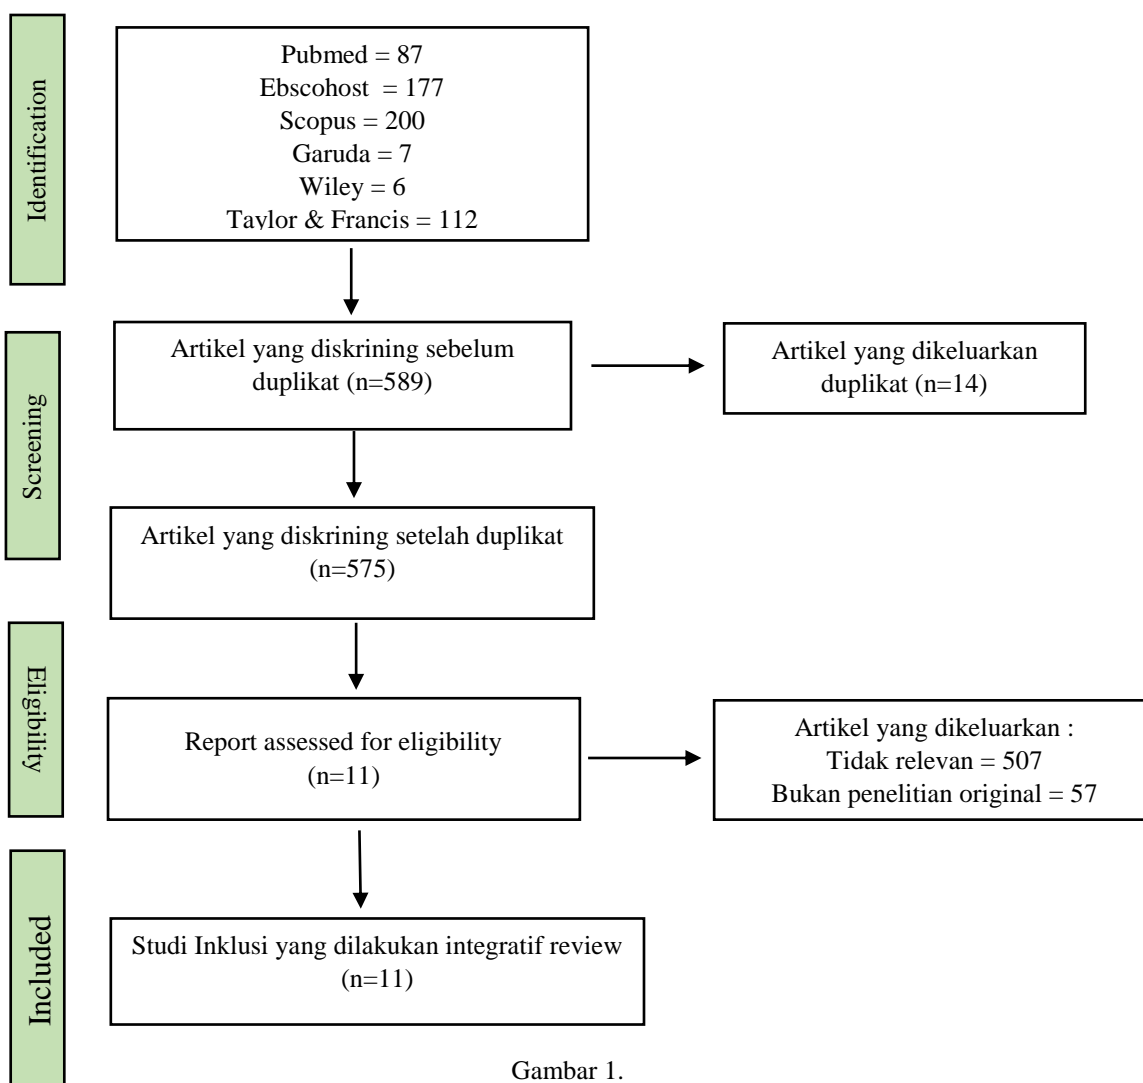 Identification
Pubmed = 87
Ebscohost = 177
Scopus = 200
Garuda = 7
Wiley = 6
Taylor & Francis = 112
Screening
Artikel yang diskrining sebelum
duplikat (n=589)
Artikel yang dikeluarkan
duplikat (n=14)
Artikel yang diskrining setelah duplikat
(n=575)
Eligibility
Report assessed for eligibility
(n=11)
Artikel yang dikeluarkan :
Tidak relevan = 507
Bukan penelitian original = 57
Included
Studi Inklusi yang dilakukan integratif review
(n=11)
Gambar 1.